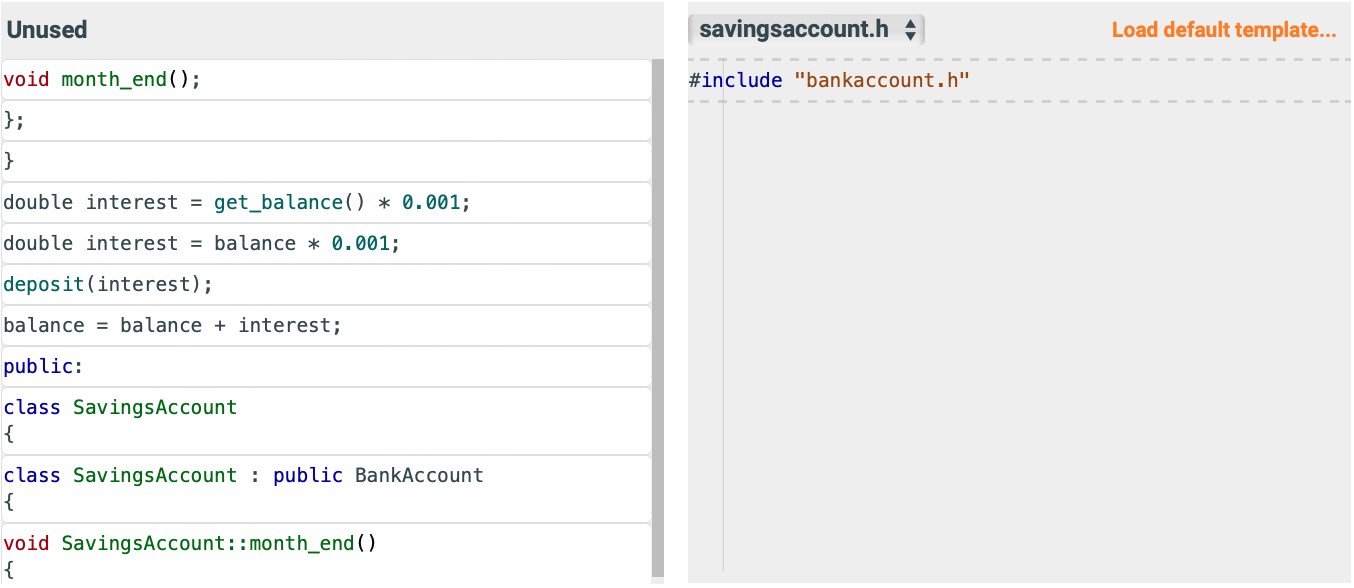 Unused
void month_end();
};
}
double interest = get_balance() * 0.001;
double interest = balance * 0.001;
deposit(interest);
balance = balance + interest;
public:
class SavingsAccount
{
class SavingsAccount : public BankAccount
{
void SavingsAccount::month_end()
{
savingsaccount.h
Load default template...
#include "bankaccount.h"